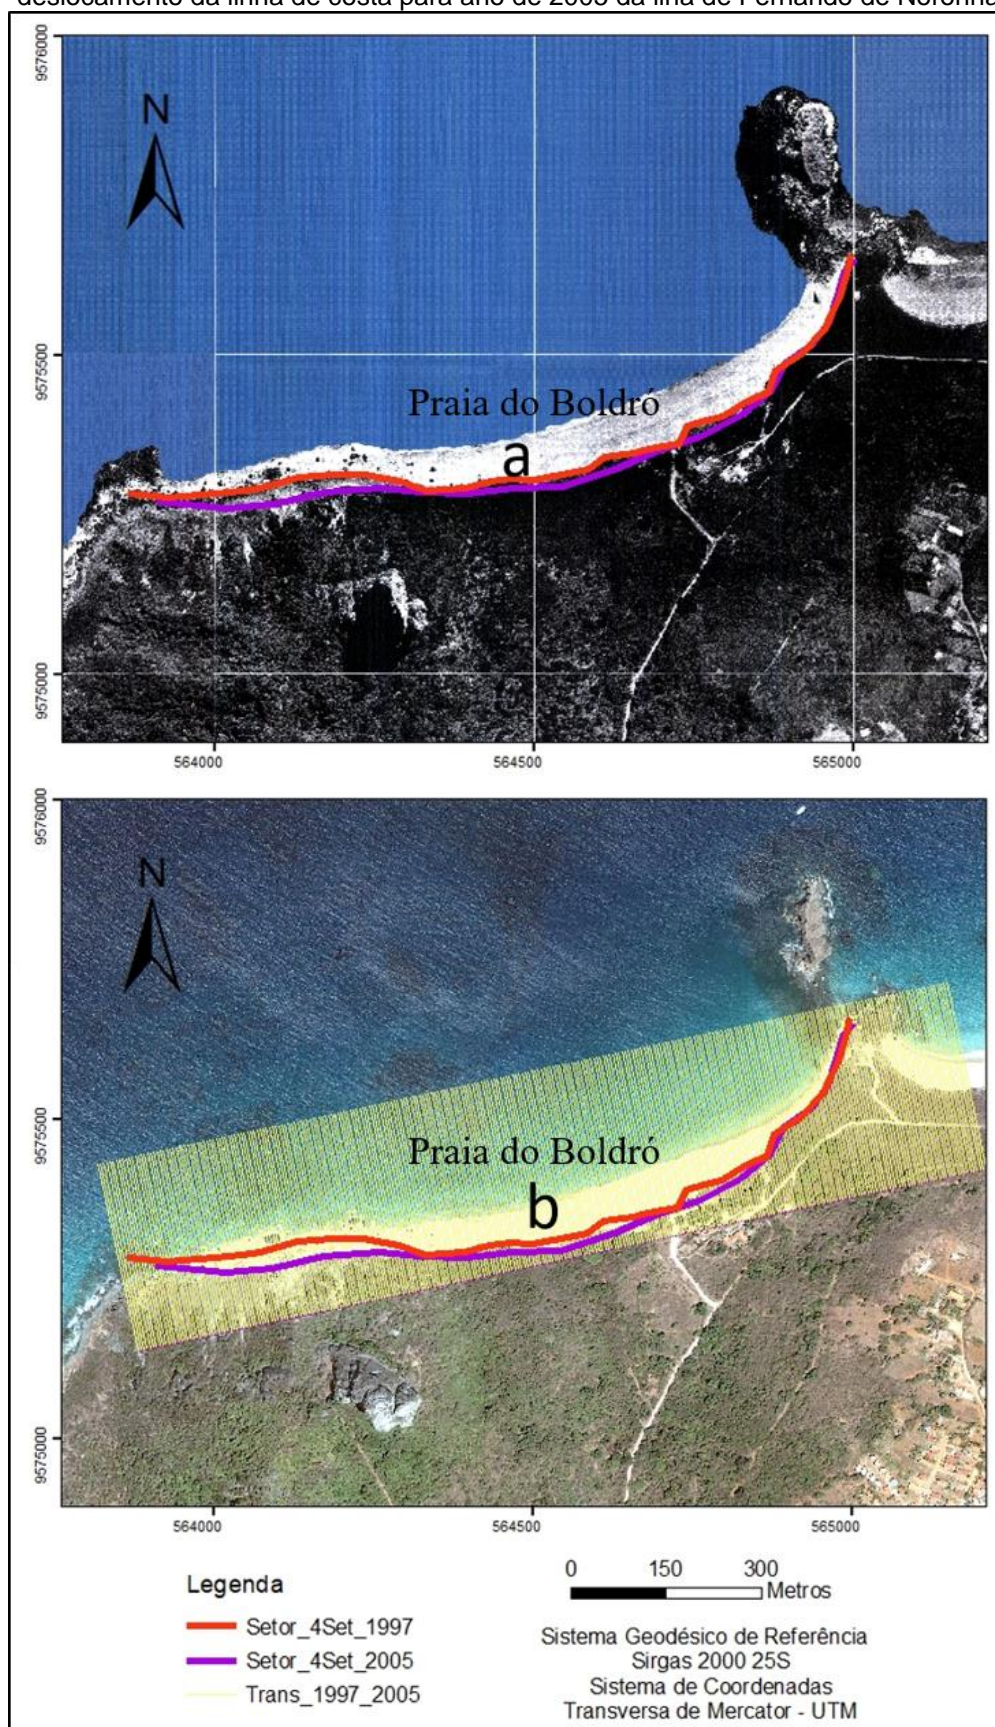 deslocamento da linha de costa para ano de 2005 da ilha de Fernando de Noronha
9576000
N
9575500
Praia do Boldró
a
9575000
564000 564500 565000
9576000
N
9575500
Praia do Boldró
b
9575000
564000 564500 565000
0 150 300
Metros
Legenda
Setor_4Set_1997
Setor_4Set_2005
Trans_1997_2005
Sistema Geodésico de Referência
Sirgas 2000 25S
Sistema de Coordenadas
Transversa de Mercator - UTM